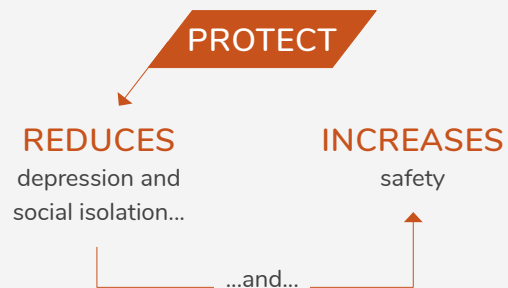 PROTECT
REDUCES
depression and
social isolation...
...and...
INCREASES
safety